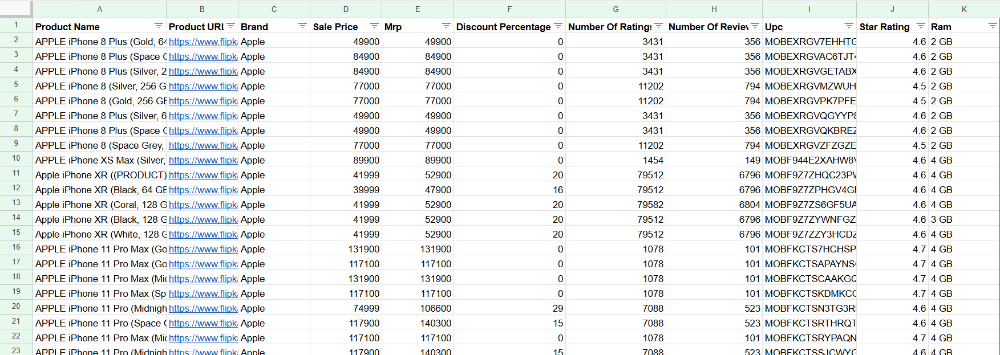 A B C D E F G H I J K
1 Product Name Product URL Brand Sale Price Mrp Discount Percentage Number Of Ratings Number Of Review Upc Star Rating Ram
2 APPLE iPhone 8 Plus (Gold, 64 https://www.flipk Apple 49900 49900 0 3431 356 MOBEXRGV7EHHTG 4.6 2 GB
3 APPLE iPhone 8 Plus (Space G https://www.flipk Apple 84900 84900 0 3431 356 MOBEXRGVAC6TJT4 4.6 2 GB
4 APPLE iPhone 8 Plus (Silver, 2 https://www.flipk Apple 84900 84900 0 3431 356 MOBEXRGVGETABX 4.6 2 GB
5 APPLE iPhone 8 (Silver, 256 G https://www.flipk Apple 77000 77000 0 11202 794 MOBEXRGVMZWUH 4.5 2 GB
6 APPLE iPhone 8 (Gold, 256 GB https://www.flipk Apple 77000 77000 0 11202 794 MOBEXRGVPK7PFE 4.5 2 GB
7 APPLE iPhone 8 Plus (Silver, 6 https://www.flipk Apple 49900 49900 0 3431 356 MOBEXRGVQGYYP8 4.6 2 GB
8 APPLE iPhone 8 Plus (Space G https://www.flipk Apple 49900 49900 0 3431 356 MOBEXRGVQKBREZ 4.6 2 GB
9 APPLE iPhone 8 (Space Grey, https://www.flipk Apple 77000 77000 0 11202 794 MOBEXRGVZFZGZE 4.5 2 GB
10 APPLE iPhone XS Max (Silver, https://www.flipk Apple 89900 89900 0 1454 149 MOBF944E2XAHW8V 4.6 4 GB
11 Apple iPhone XR ((PRODUCT) https://www.flipk Apple 41999 52900 20 79512 6796 MOBF9Z7ZHQC23PW 4.6 4 GB
12 Apple iPhone XR (Black, 64 GB https://www.flipk Apple 39999 47900 16 79512 6796 MOBF9Z7ZPHGV4G 4.6 4 GB
13 Apple iPhone XR (Coral, 128 G https://www.flipk Apple 41999 52900 20 79582 6804 MOBF9Z7ZS6GF5UA 4.6 4 GB
14 Apple iPhone XR (Black, 128 G https://www.flipk Apple 41999 52900 20 79512 6796 MOBF9Z7ZYWNFGZ 4.6 3 GB
15 Apple iPhone XR (White, 128 G https://www.flipk Apple 41999 52900 20 79512 6796 MOBF9Z7ZZY3HCDZ 4.6 4 GB
16 APPLE iPhone 11 Pro Max (Go https://www.flipk Apple 131900 131900 0 1078 101 MOBFKCTS7HCHSP 4.7 4 GB
17 APPLE iPhone 11 Pro Max (Go https://www.flipk Apple 117100 117100 0 1078 101 MOBFKCTSAPAYNS 4.7 4 GB
18 APPLE iPhone 11 Pro Max (Mi https://www.flipk Apple 131900 131900 0 1078 101 MOBFKCTSCAAKGQ 4.7 4 GB
19 APPLE iPhone 11 Pro Max (Sp https://www.flipk Apple 117100 117100 0 1078 101 MOBFKCTSKDMKCG 4.7 4 GB
20 APPLE iPhone 11 Pro (Midnigh https://www.flipk Apple 74999 106600 29 7088 523 MOBFKCTSN3TG3R 4.6 4 GB
21 APPLE iPhone 11 Pro (Space G https://www.flipk Apple 117900 140300 15 7088 523 MOBFKCTSRTHRQT 4.6 4 GB
22 APPLE iPhone 11 Pro Max (Mi https://www.flipk Apple 117100 117100 0 1078 101 MOBFKCTSRYPAQN 4.7 4 GB
23 APPLE iPhone 11 Pro (Midnigh https://www.flipk Apple 117900 140300 15 7088 523 MOBFKCTSSJCWYG 4.6 4 GB